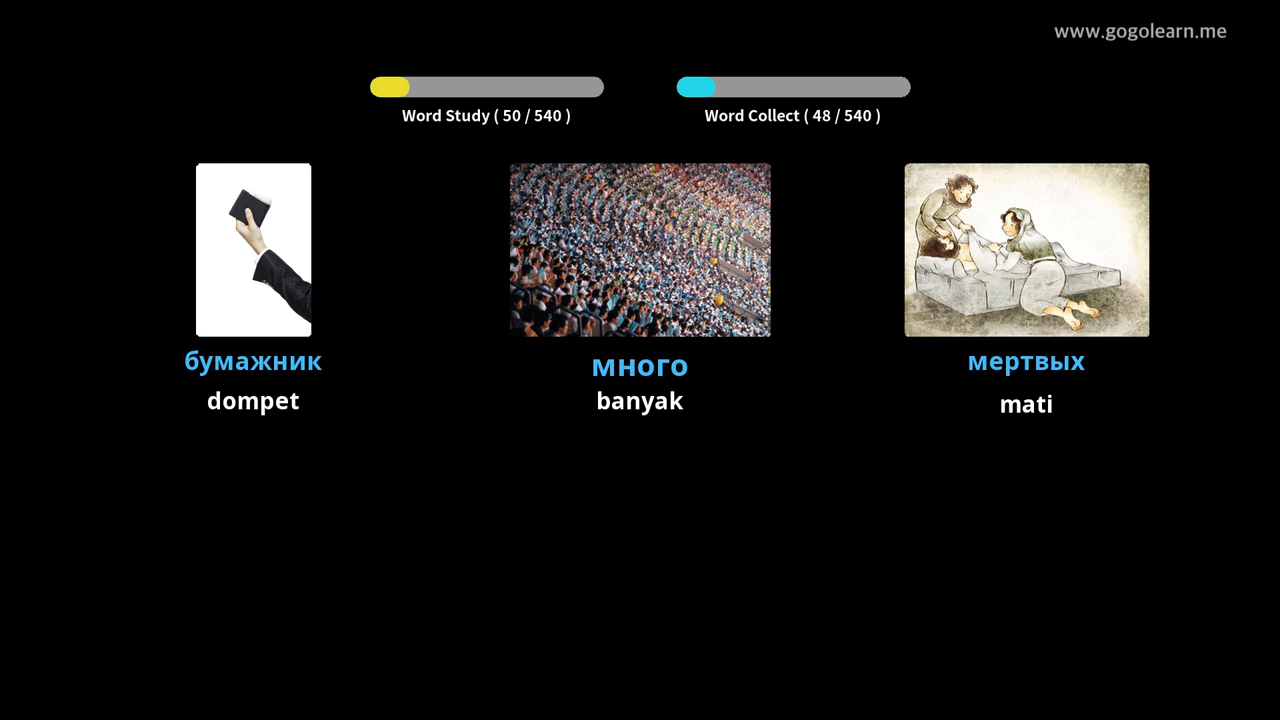 www.gogolearn.me
Word Study ( 50 / 540 )
Word Collect ( 48 / 540 )
бумажник
много
мертвых
dompet
banyak
mati